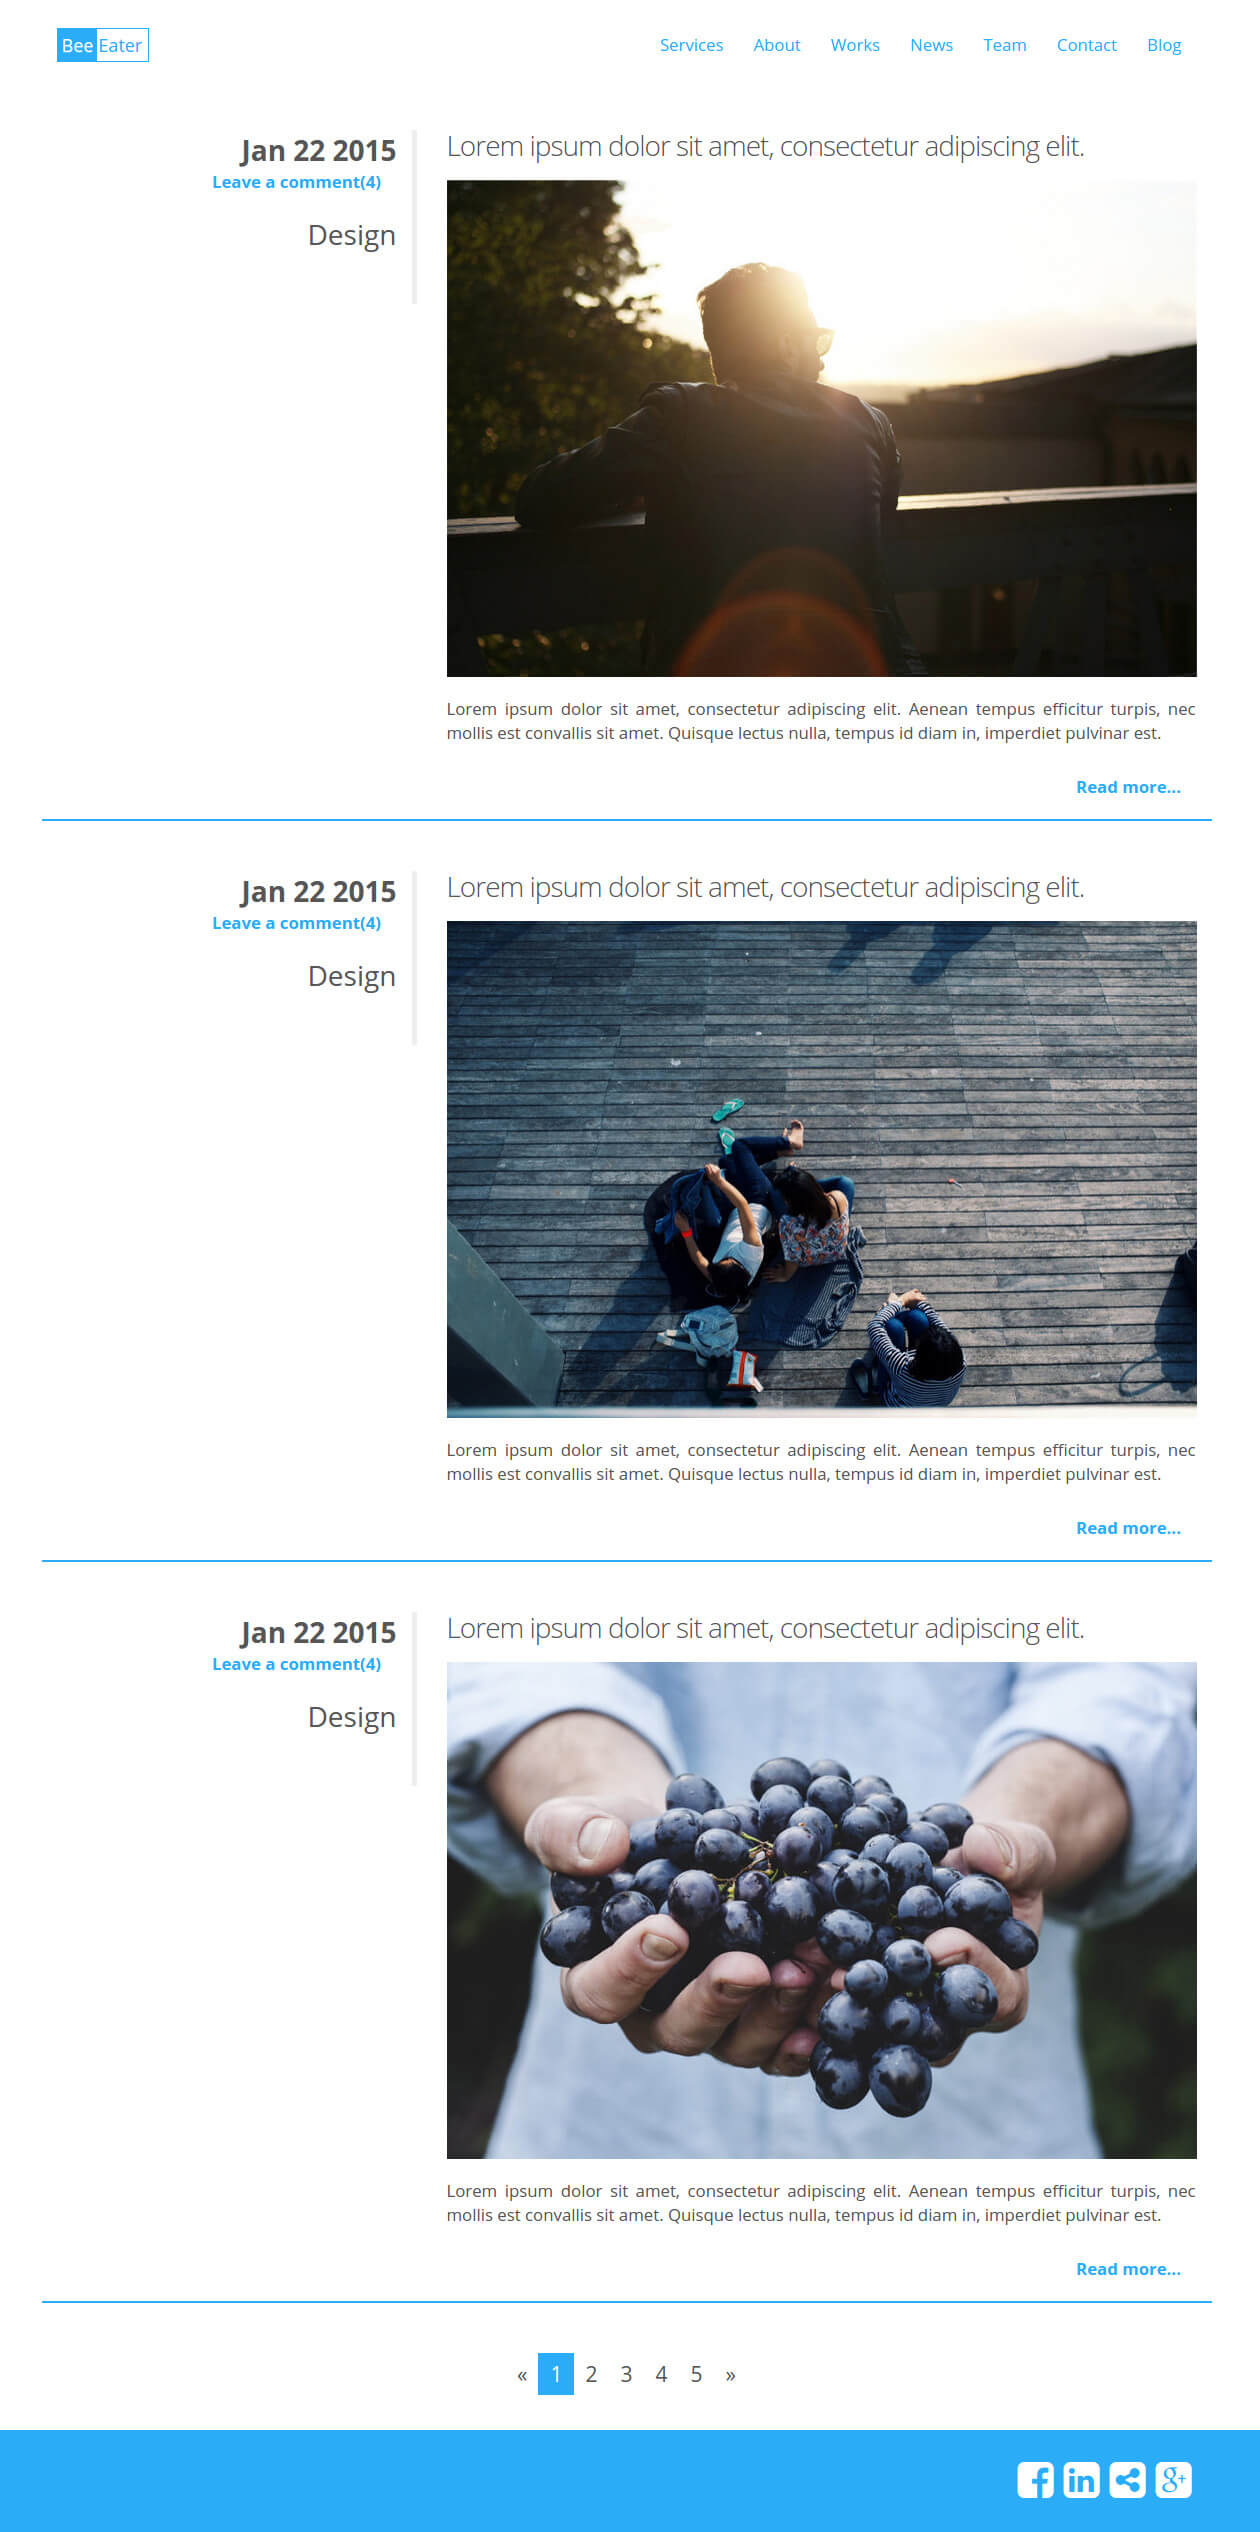 Bee Eater
Services About Works News Team Contact Blog
Jan 22 2015
Leave a comment(4)
Design
Lorem ipsum dolor sit amet, consectetur adipiscing elit.
Lorem ipsum dolor sit amet, consectetur adipiscing elit. Aenean tempus efficitur turpis, nec
mollis est convallis sit amet. Quisque lectus nulla, tempus id diam in, imperdiet pulvinar est.
Read more...
Jan 22 2015
Leave a comment(4)
Design
Lorem ipsum dolor sit amet, consectetur adipiscing elit.
Lorem ipsum dolor sit amet, consectetur adipiscing elit. Aenean tempus efficitur turpis, nec
mollis est convallis sit amet. Quisque lectus nulla, tempus id diam in, imperdiet pulvinar est.
Read more...
Jan 22 2015
Leave a comment(4)
Design
Lorem ipsum dolor sit amet, consectetur adipiscing elit.
Lorem ipsum dolor sit amet, consectetur adipiscing elit. Aenean tempus efficitur turpis, nec
mollis est convallis sit amet. Quisque lectus nulla, tempus id diam in, imperdiet pulvinar est.
Read more...
« 1 2 3 4 5 »